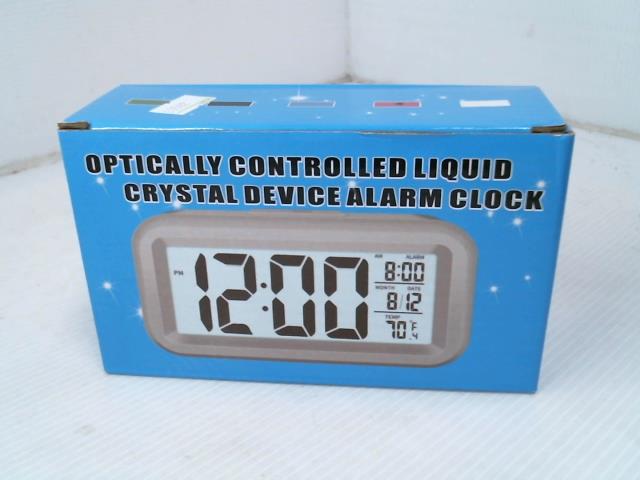 OPTICALLY CONTROLLED LIQUID
CRYSTAL DEVICE ALARM CLOCK
PM 12:00
AM ALARM
8:00
MONTH DATE
8/12
TEMP
70.4 °F